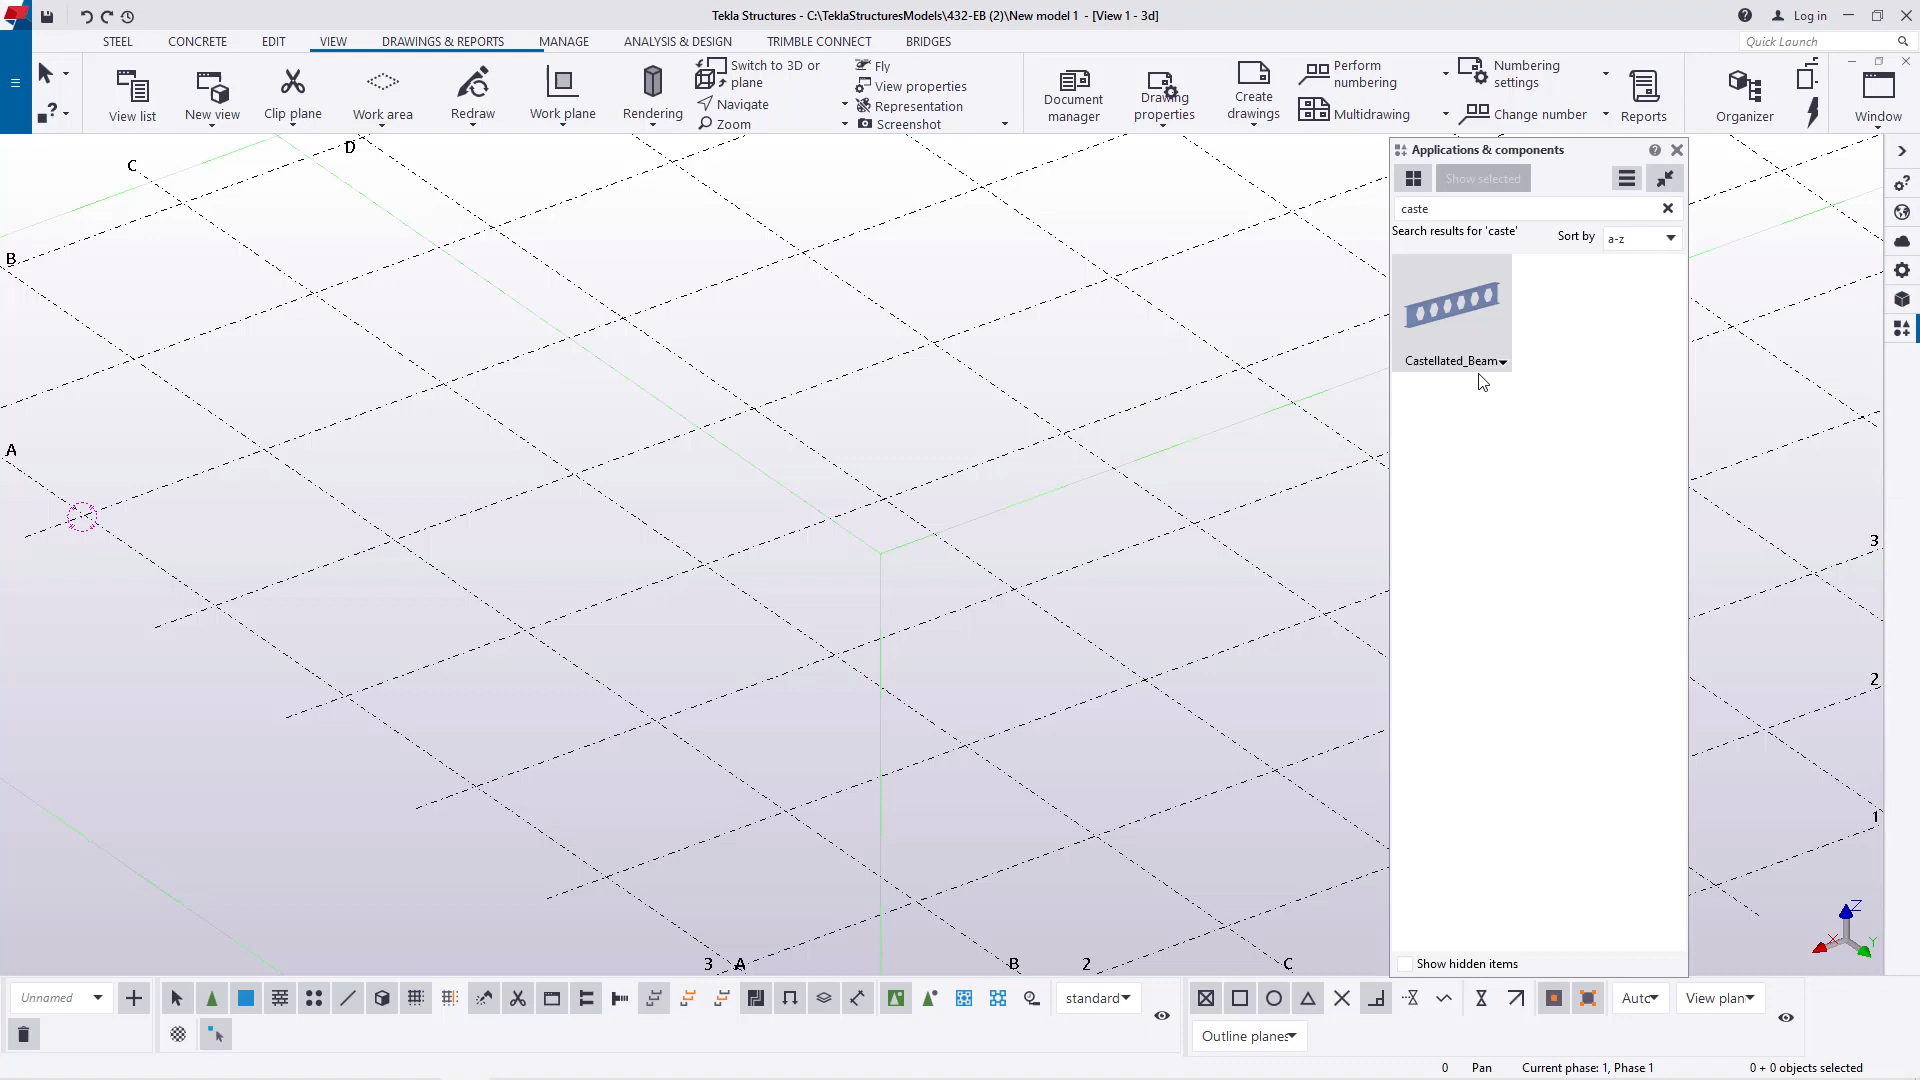 Tekla Structures - C:\TeklaStructuresModels\432-EB (2)\New model 1 - [View 1 - 3d]
Log in
STEEL CONCRETE EDIT VIEW DRAWINGS & REPORTS MANAGE ANALYSIS & DESIGN TRIMBLE CONNECT BRIDGES
Quick Launch
View list
New view
Clip plane
Work area
Redraw
Work plane
Rendering
Switch to 3D or
plane
Navigate
Zoom
Fly
View properties
Representation
Screenshot
Document
manager
Drawing
properties
Create
drawings
Perform
numbering
Multidrawing
Numbering
settings
Change number
Reports
Organizer
Window
Applications & components
Show selected
caste
Search results for 'caste'
Sort by
a-z
Castellated_Beam
Show hidden items
C
D
B
A
3
2
1
3 A B 2 C
Z
X
Y
Unnamed
standard
Auto
View plan
Outline planes
0 Pan Current phase: 1, Phase 1 0 + 0 objects selected